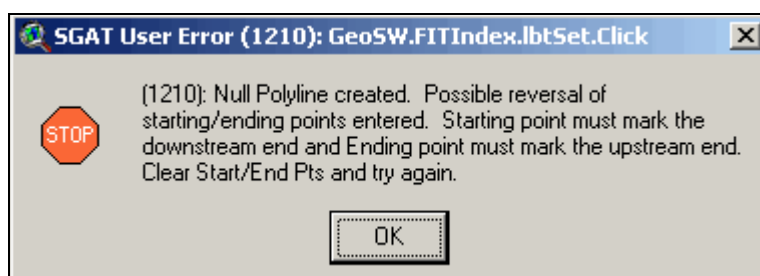 SGAT User Error (1210): GeoSW.FITIndex.lbtSet.Click
(1210): Null Polyline created. Possible reversal of
starting/ending points entered. Starting point must mark the
downstream end and Ending point must mark the upstream end.
Clear Start/End Pts and try again.
STOP
OK